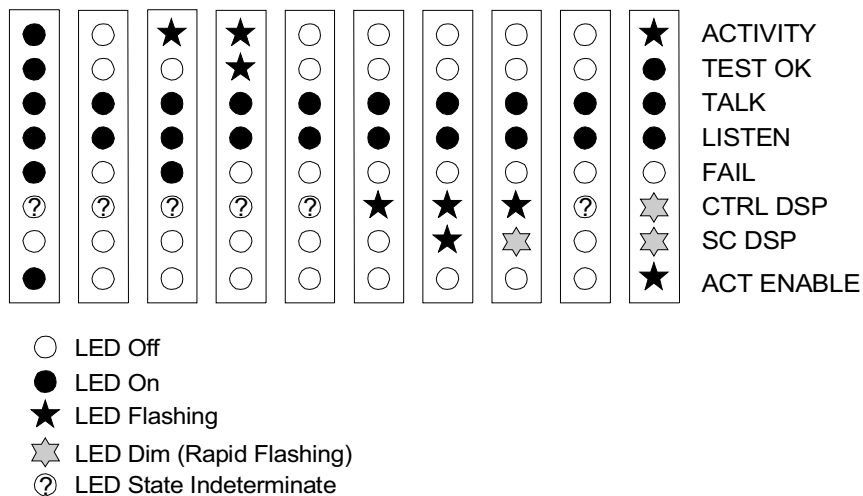 ACTIVITY
TEST OK
TALK
LISTEN
FAIL
? ? ? ? ? ? CTRL DSP
SC DSP
ACT ENABLE
LED Off
LED On
LED Flashing
LED Dim (Rapid Flashing)
? LED State Indeterminate